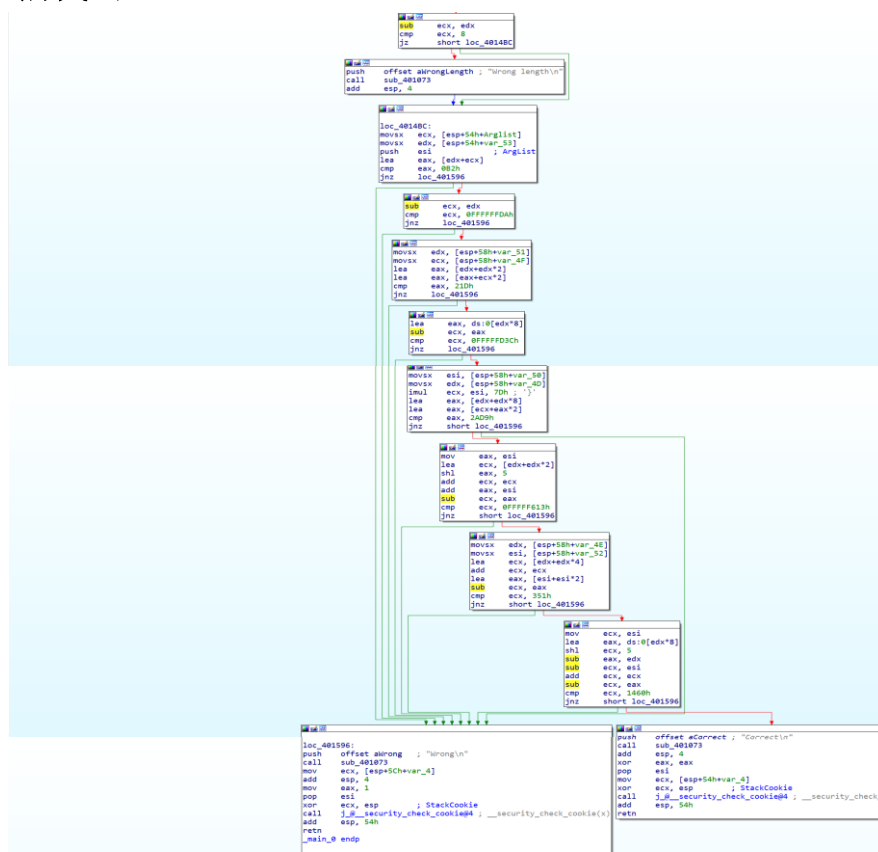 sub     ecx, edx
cmp     ecx, 8
jz      short loc_4014BC
push    offset aWrongLength ; "Wrong length\n"
call    sub_401073
add     esp, 4
loc_4014BC:
movsx   ecx, [esp+54h+Arglist]
movsx   edx, [esp+54h+var_53]
push    esi             ; ArgList
lea     eax, [edx+ecx]
cmp     eax, 0B2h
jnz     loc_401596
sub     ecx, edx
cmp     ecx, 0FFFFFFDAh
jnz     loc_401596
movsx   edx, [esp+58h+var_51]
movsx   ecx, [esp+58h+var_4F]
lea     eax, [edx+edx*2]
lea     eax, [eax+ecx*2]
cmp     eax, 21Dh
jnz     loc_401596
lea     eax, ds:0[edx*8]
sub     ecx, eax
cmp     ecx, 0FFFFFD3Ch
jnz     loc_401596
movsx   esi, [esp+58h+var_50]
movsx   edx, [esp+58h+var_4D]
imul    ecx, esi, 7Dh ; '}'
lea     eax, [edx+edx*8]
lea     eax, [ecx+eax*2]
cmp     eax, 2AD9h
jnz     short loc_401596
mov     eax, esi
lea     ecx, [edx+edx*2]
shl     eax, 5
add     ecx, ecx
add     eax, esi
sub     ecx, eax
cmp     ecx, 0FFFFF613h
jnz     short loc_401596
movsx   edx, [esp+58h+var_4E]
movsx   esi, [esp+58h+var_52]
lea     ecx, [edx+edx*4]
add     ecx, ecx
lea     eax, [esi+esi*2]
sub     ecx, eax
cmp     ecx, 351h
jnz     short loc_401596
mov     ecx, esi
lea     eax, ds:0[edx*8]
shl     ecx, 5
sub     eax, edx
sub     ecx, esi
add     ecx, ecx
sub     ecx, eax
cmp     ecx, 1460h
jnz     short loc_401596
loc_401596:
push    offset aWrong   ; "Wrong\n"
call    sub_401073
mov     ecx, [esp+5Ch+var_4]
add     esp, 4
mov     eax, 1
pop     esi
xor     ecx, esp        ; StackCookie
call    j_@__security_check_cookie@4 ; __security_check_cookie(x)
add     esp, 54h
retn
_main_0 endp
push    offset aCorrect ; "Correct\n"
call    sub_401073
add     esp, 4
xor     eax, eax
pop     esi
mov     ecx, [esp+54h+var_4]
xor     ecx, esp        ; StackCookie
call    j_@__security_check_cookie@4 ; __security_check
add     esp, 54h
retn